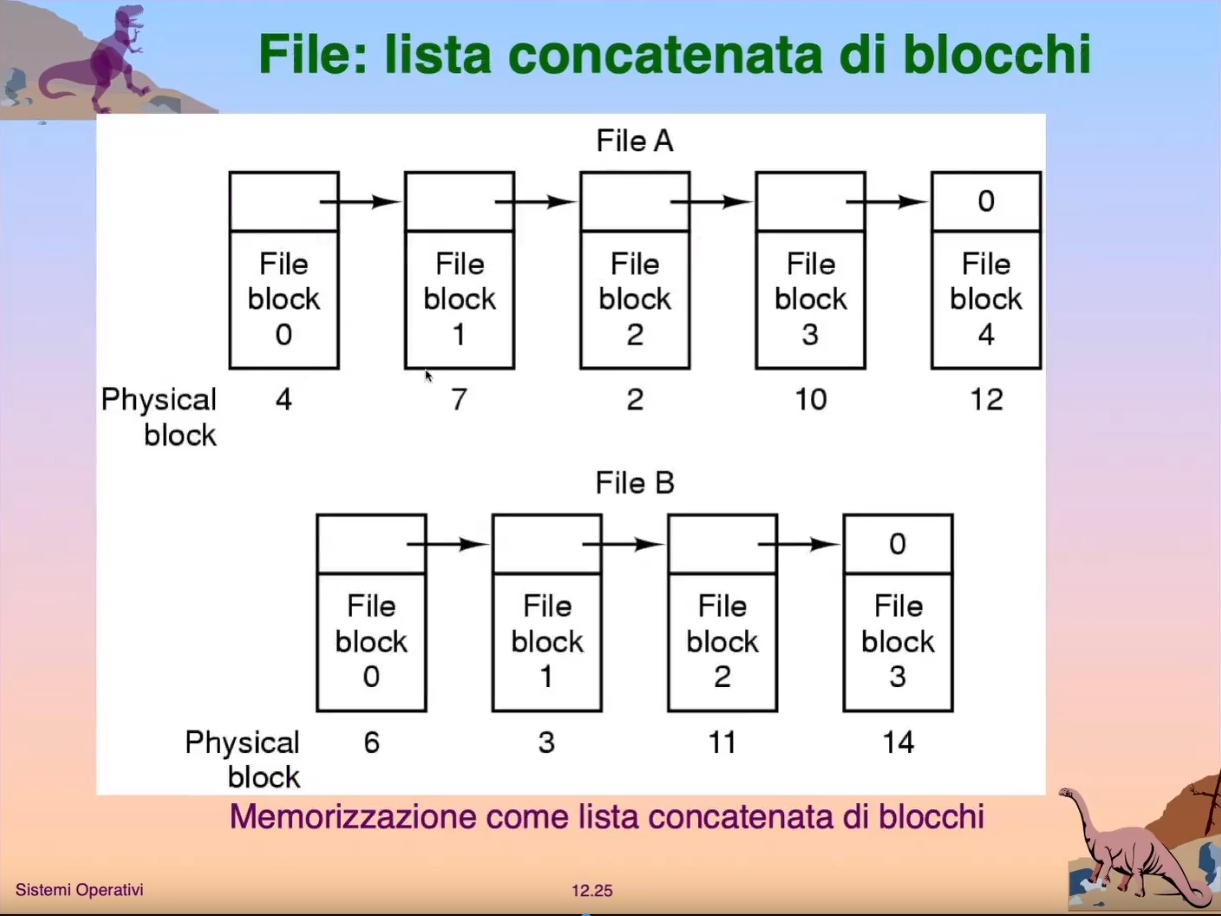 File: lista concatenata di blocchi
File A
0
File block 0
File block 1
File block 2
File block 3
File block 4
Physical block
4 7 2 10 12
File B
0
File block 0
File block 1
File block 2
File block 3
Physical block
6 3 11 14
Memorizzazione come lista concatenata di blocchi
Sistemi Operativi
12.25